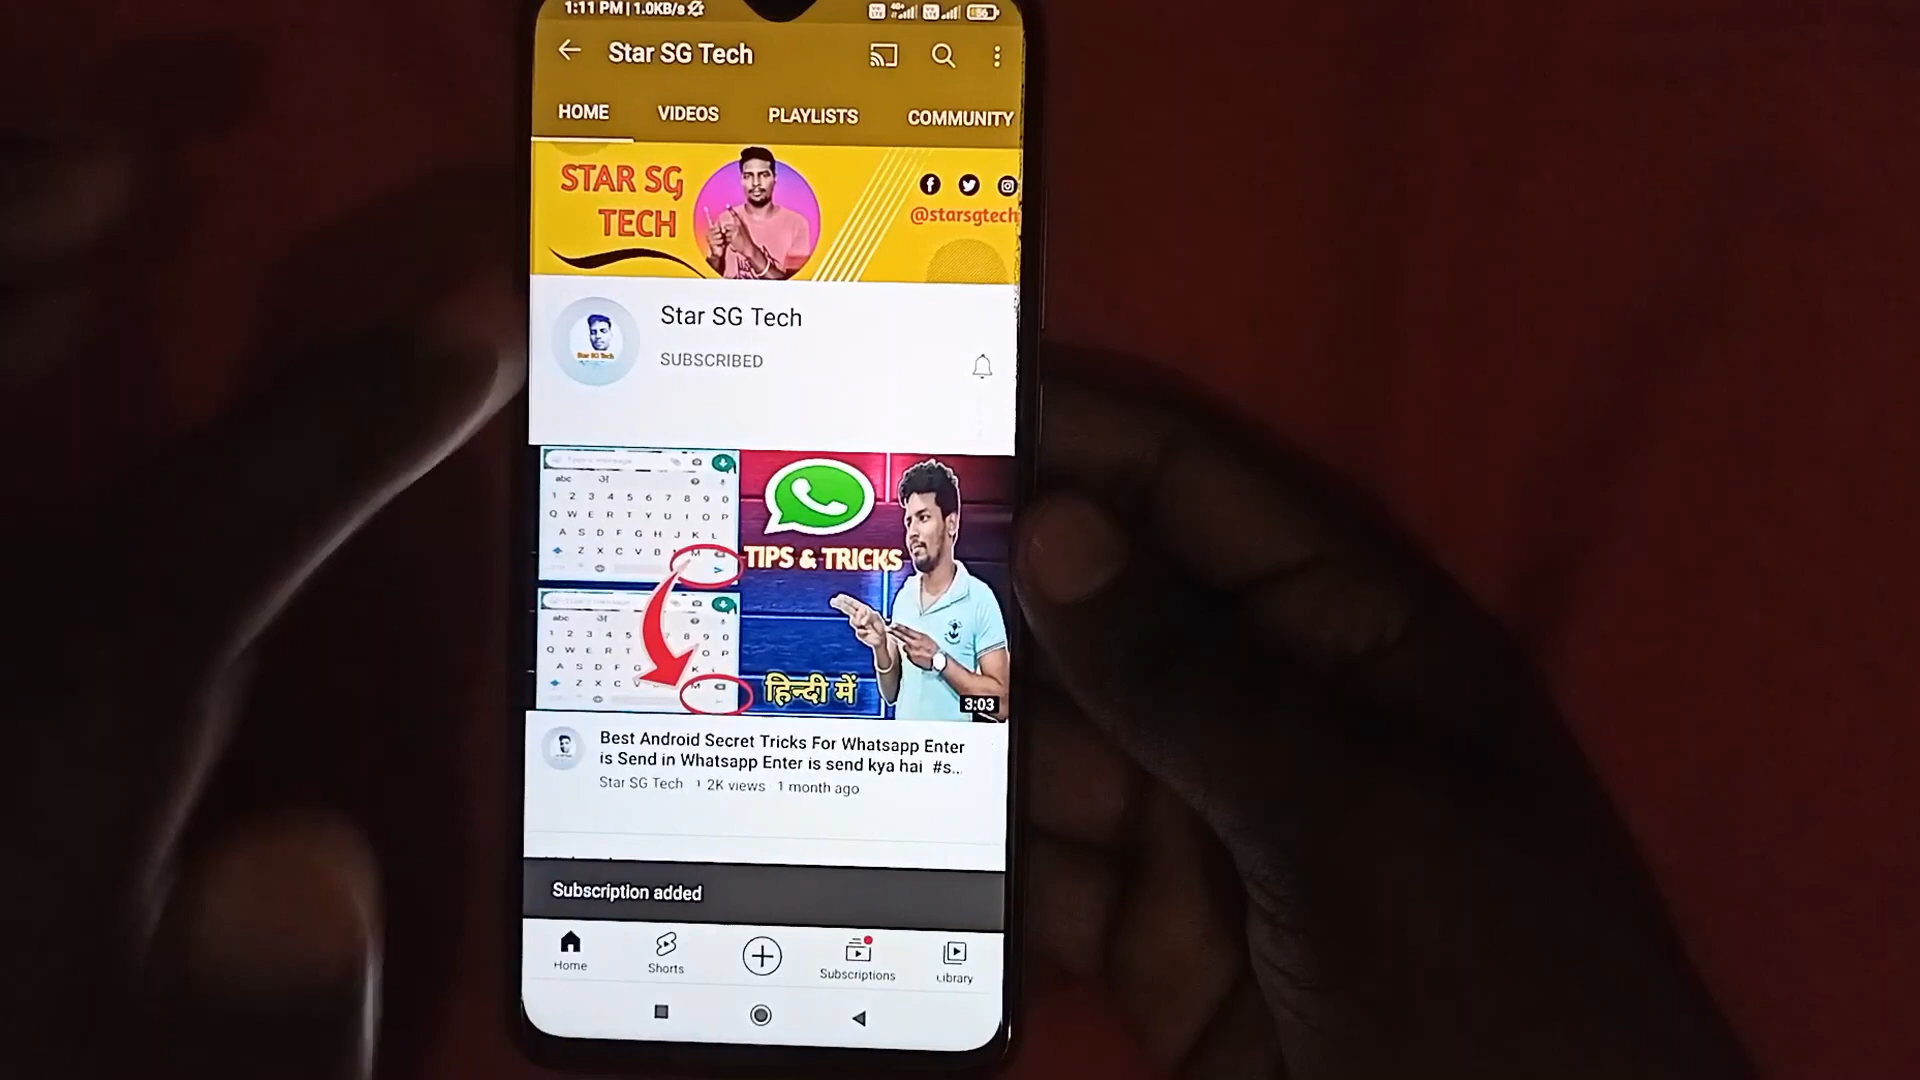 1:11 PM | 1.0KB/s
56
Star SG Tech
HOME VIDEOS PLAYLISTS COMMUNITY
STAR SG
TECH
@starsgtech
Star SG Tech
SUBSCRIBED
TIPS & TRICKS
हिन्दी में
3:03
Best Android Secret Tricks For Whatsapp Enter
is Send in Whatsapp Enter is send kya hai #s...
Star SG Tech 1.2K views 1 month ago
Subscription added
Home Shorts Subscriptions Library